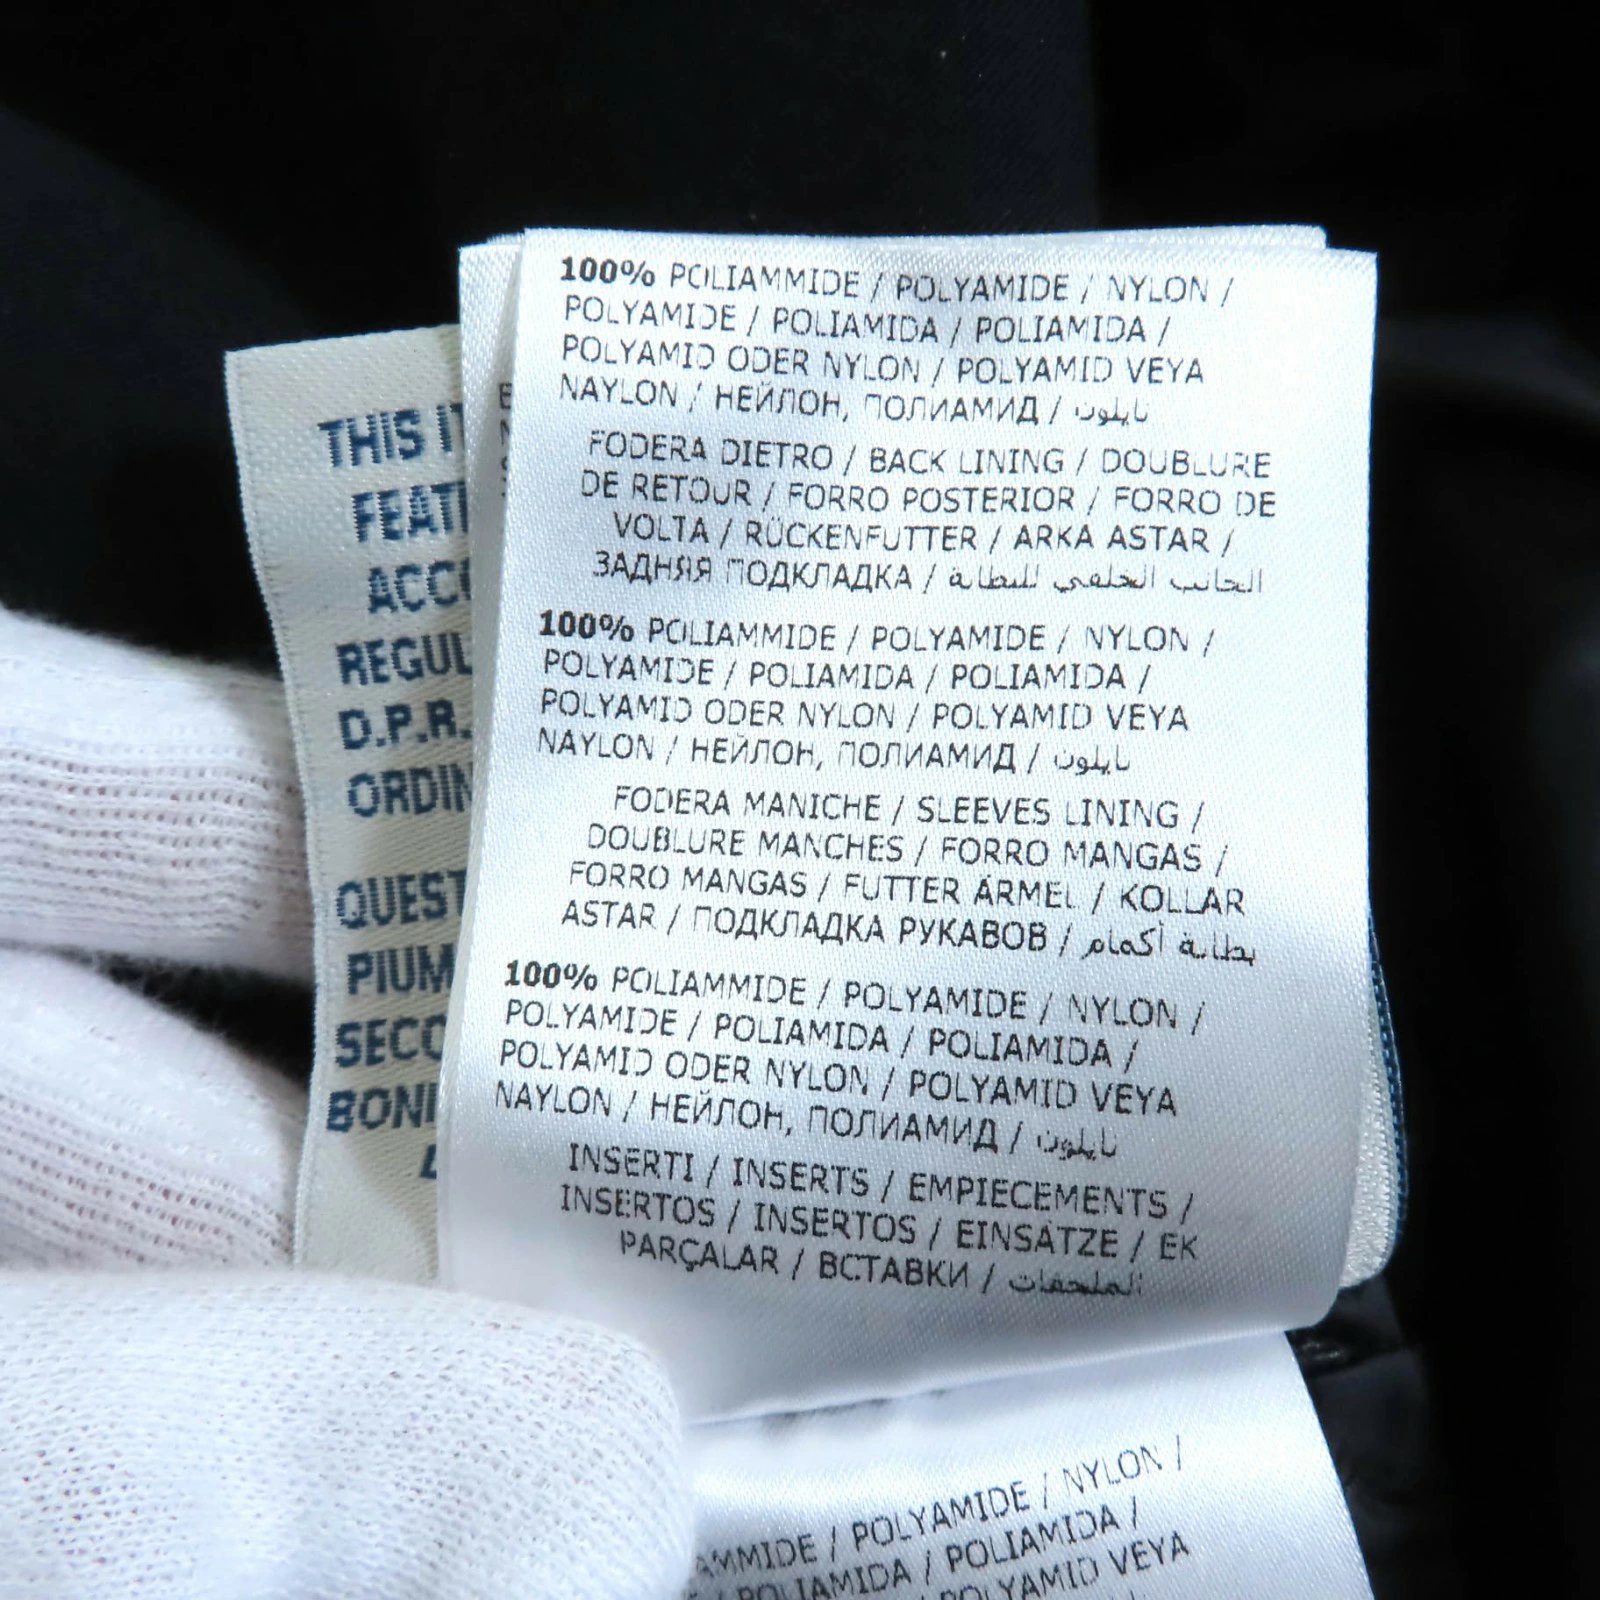 THIS
FEAT
ACC
REGUL
D.P.R.
ORDIN
QUEST
PIUM
SECO
BONI
100% POLIAMMIDE / POLYAMIDE / NYLON /
POLYAMIDE / POLIAMIDA / POLIAMIDA /
POLYAMID ODER NYLON / POLYAMID VEYA
NAYLON / НЕЙЛОН, ПОЛИАМИД / نايلون
FODERA DIETRO / BACK LINING / DOUBLURE
DE RETOUR / FORRO POSTERIOR / FORRO DE
VOLTA / RÜCKENFUTTER / ARKA ASTAR /
ЗАДНЯЯ ПОДКЛАДКА / الجانب الخلفي للبطانة
100% POLIAMMIDE / POLYAMIDE / NYLON /
POLYAMIDE / POLIAMIDA / POLIAMIDA /
POLYAMID ODER NYLON / POLYAMID VEYA
NAYLON / НЕЙЛОН, ПОЛИАМИД / نايلون
FODERA MANICHE / SLEEVES LINING /
DOUBLURE MANCHES / FORRO MANGAS /
FORRO MANGAS / FUTTER ÄRMEL / KOLLAR
ASTAR / ПОДКЛАДКА РУКАВОВ / بطانة أكمام
100% POLIAMMIDE / POLYAMIDE / NYLON /
POLYAMIDE / POLIAMIDA / POLIAMIDA /
POLYAMID ODER NYLON / POLYAMID VEYA
NAYLON / НЕЙЛОН, ПОЛИАМИД / نايلون
INSERTI / INSERTS / EMPIECEMENTS /
INSERTOS / INSERTOS / EINSÄTZE / EK
PARÇALAR / ВСТАВКИ / الملحقات
AMMIDE / POLYAMIDE / NYLON /
/ POLIAMIDA / POLIAMIDA /
POLYAMID VEYA